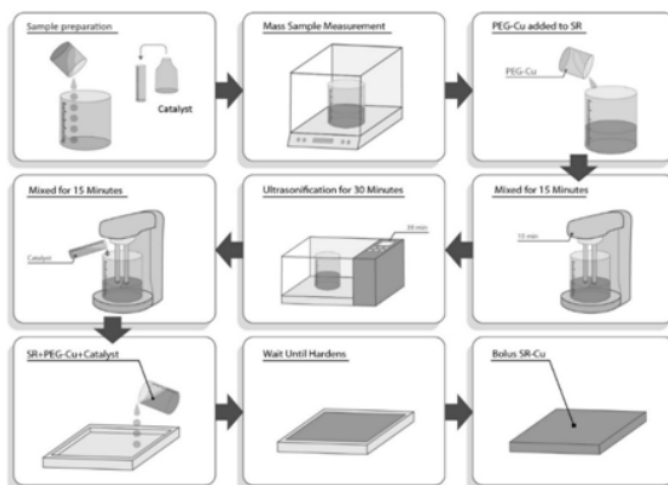 Sample preparation
Catalyst
Mass Sample Measurement
PEG-Cu added to SR
PEG-Cu
Mixed for 15 Minutes
Catalyst
Ultrasonification for 30 Minutes
30 min
Mixed for 15 Minutes
15 min
SR+PEG-Cu+Catalyst
Wait Until Hardens
Bolus SR-Cu